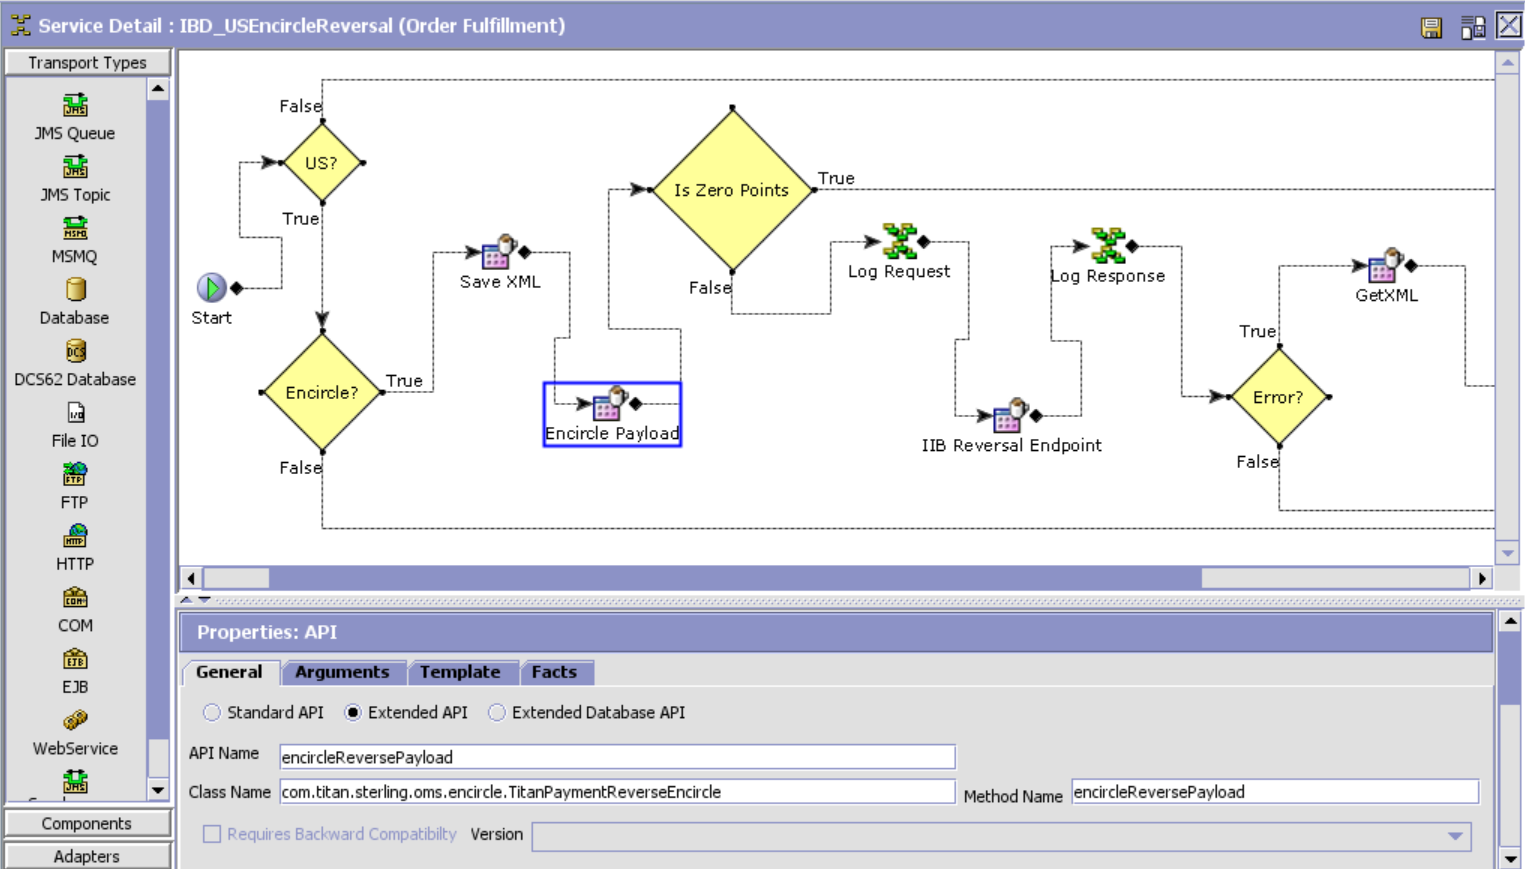 Service Detail : IBD_USEncircleReversal (Order Fulfillment)
Transport Types
JMS Queue
JMS Topic
MSMQ
Database
DCS62 Database
File IO
FTP
HTTP
COM
EJB
WebService
Components
Adapters
False
US?
True
Start
Encircle?
True
False
Save XML
Encircle Payload
Is Zero Points
True
False
Log Request
IIB Reversal Endpoint
Log Response
Error?
True
False
GetXML
Properties: API
General Arguments Template Facts
Standard API Extended API Extended Database API
API Name encircleReversePayload
Class Name com.titan.sterling.oms.encircle.TitanPaymentReverseEncircle Method Name encircleReversePayload
Requires Backward Compatibilty Version